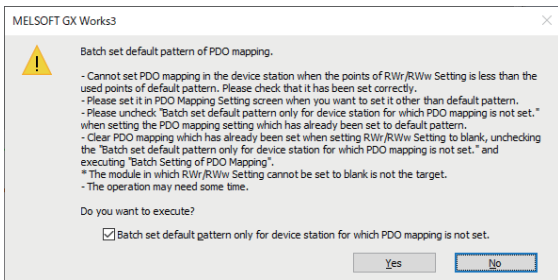 MELSOFT GX Works3
Batch set default pattern of PDO mapping.
- Cannot set PDO mapping in the device station when the points of RWr/RWw Setting is less than the
used points of default pattern. Please check that it has been set correctly.
- Please set it in PDO Mapping Setting screen when you want to set it other than default pattern.
- Please uncheck "Batch set default pattern only for device station for which PDO mapping is not set."
when setting the PDO mapping setting which has already been set to default pattern.
- Clear PDO mapping which has already been set when setting RWr/RWw Setting to blank, unchecking
the "Batch set default pattern only for device station for which PDO mapping is not set." and
executing "Batch Setting of PDO Mapping".
* The module in which RWr/RWw Setting cannot be set to blank is not the target.
- The operation may need some time.
Do you want to execute?
Batch set default pattern only for device station for which PDO mapping is not set.
Yes No